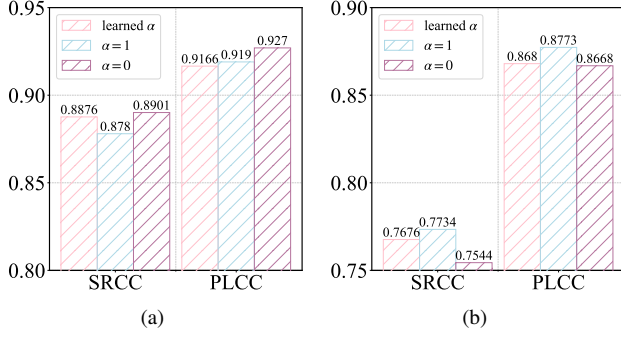 0.95
0.90
0.85
0.80
learned α
α = 1
α = 0
0.8876
0.878
0.8901
0.9166
0.919
0.927
SRCC
PLCC
(a)
0.90
0.85
0.80
0.75
learned α
α = 1
α = 0
0.7676
0.7734
0.7544
0.868
0.8773
0.8668
SRCC
PLCC
(b)